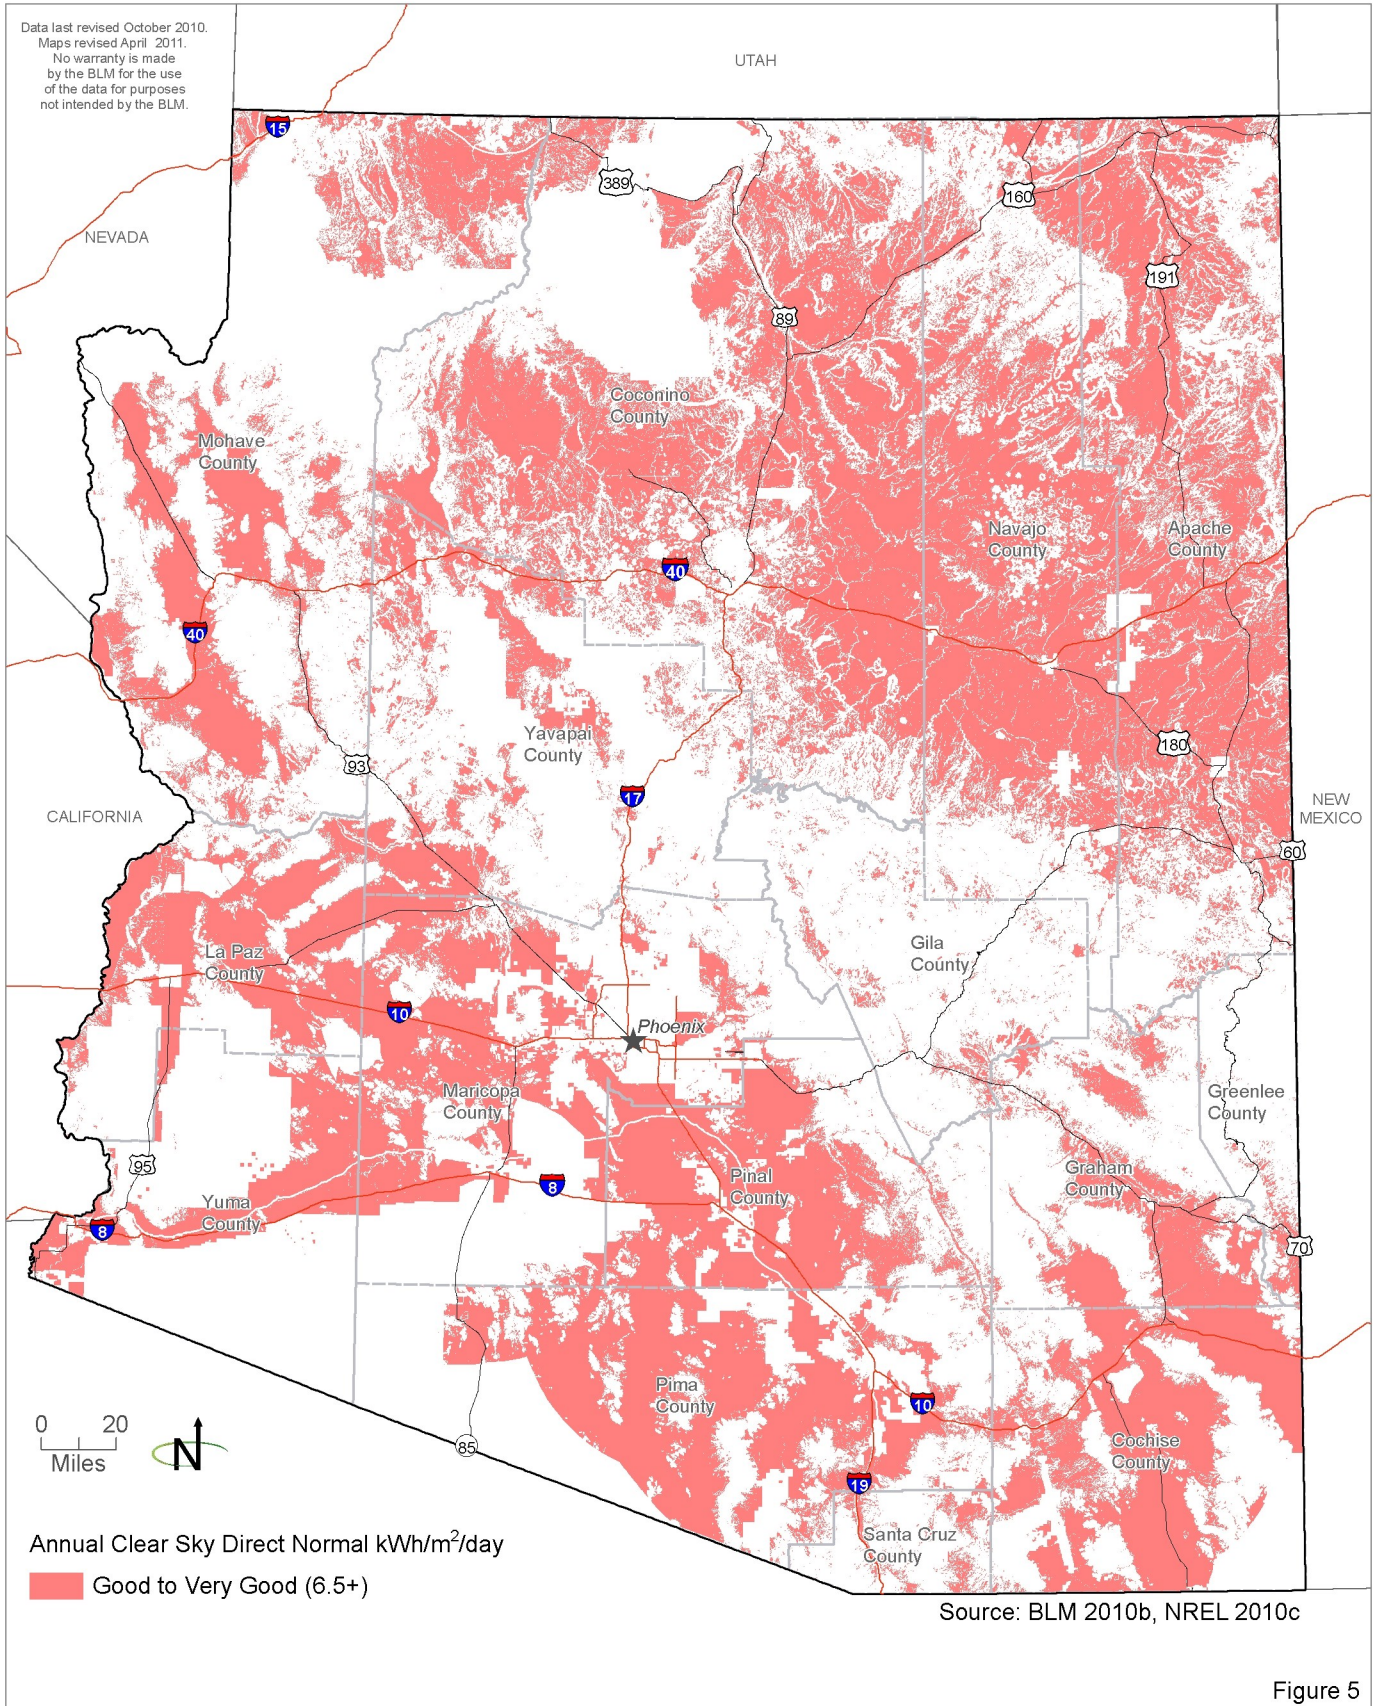 Data last revised October 2010.
Maps revised April 2011.
No warranty is made
by the BLM for the use
of the data for purposes
not intended by the BLM.
UTAH
15
389
160
NEVADA
191
89
Coconino
County
Mohave
County
Navajo
County
Apache
County
40
40
Yavapai
County
180
93
17
CALIFORNIA
NEW
MEXICO
60
La Paz
County
Gila
County
10
Phoenix
Maricopa
County
Greenlee
County
95
Graham
County
Pinal
County
8
Yuma
County
8
70
Pima
County
10
0 20
Miles
N
85
Cochise
County
19
Santa Cruz
County
Annual Clear Sky Direct Normal kWh/m²/day
Good to Very Good (6.5+)
Source: BLM 2010b, NREL 2010c
Figure 5